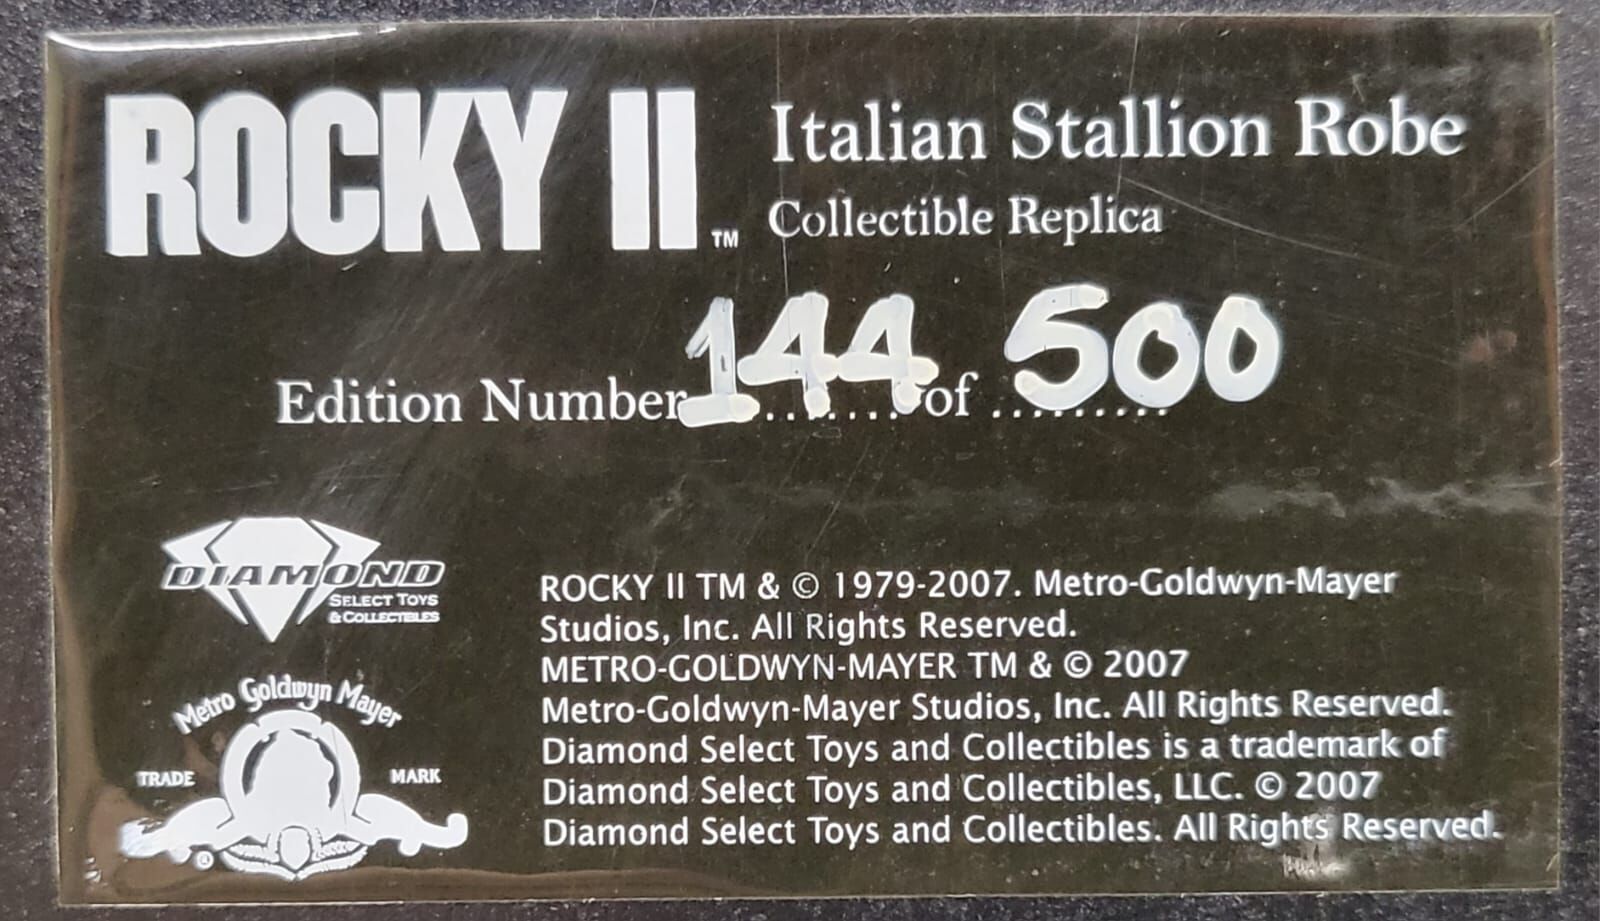 ROCKY II ™ Italian Stallion Robe
Collectible Replica
Edition Number 144 of 500
DIAMOND
SELECT TOYS
& COLLECTIBLES
Metro Goldwyn Mayer
TRADE MARK
®
ROCKY II TM & © 1979-2007. Metro-Goldwyn-Mayer
Studios, Inc. All Rights Reserved.
METRO-GOLDWYN-MAYER TM & © 2007
Metro-Goldwyn-Mayer Studios, Inc. All Rights Reserved.
Diamond Select Toys and Collectibles is a trademark of
Diamond Select Toys and Collectibles, LLC. © 2007
Diamond Select Toys and Collectibles. All Rights Reserved.